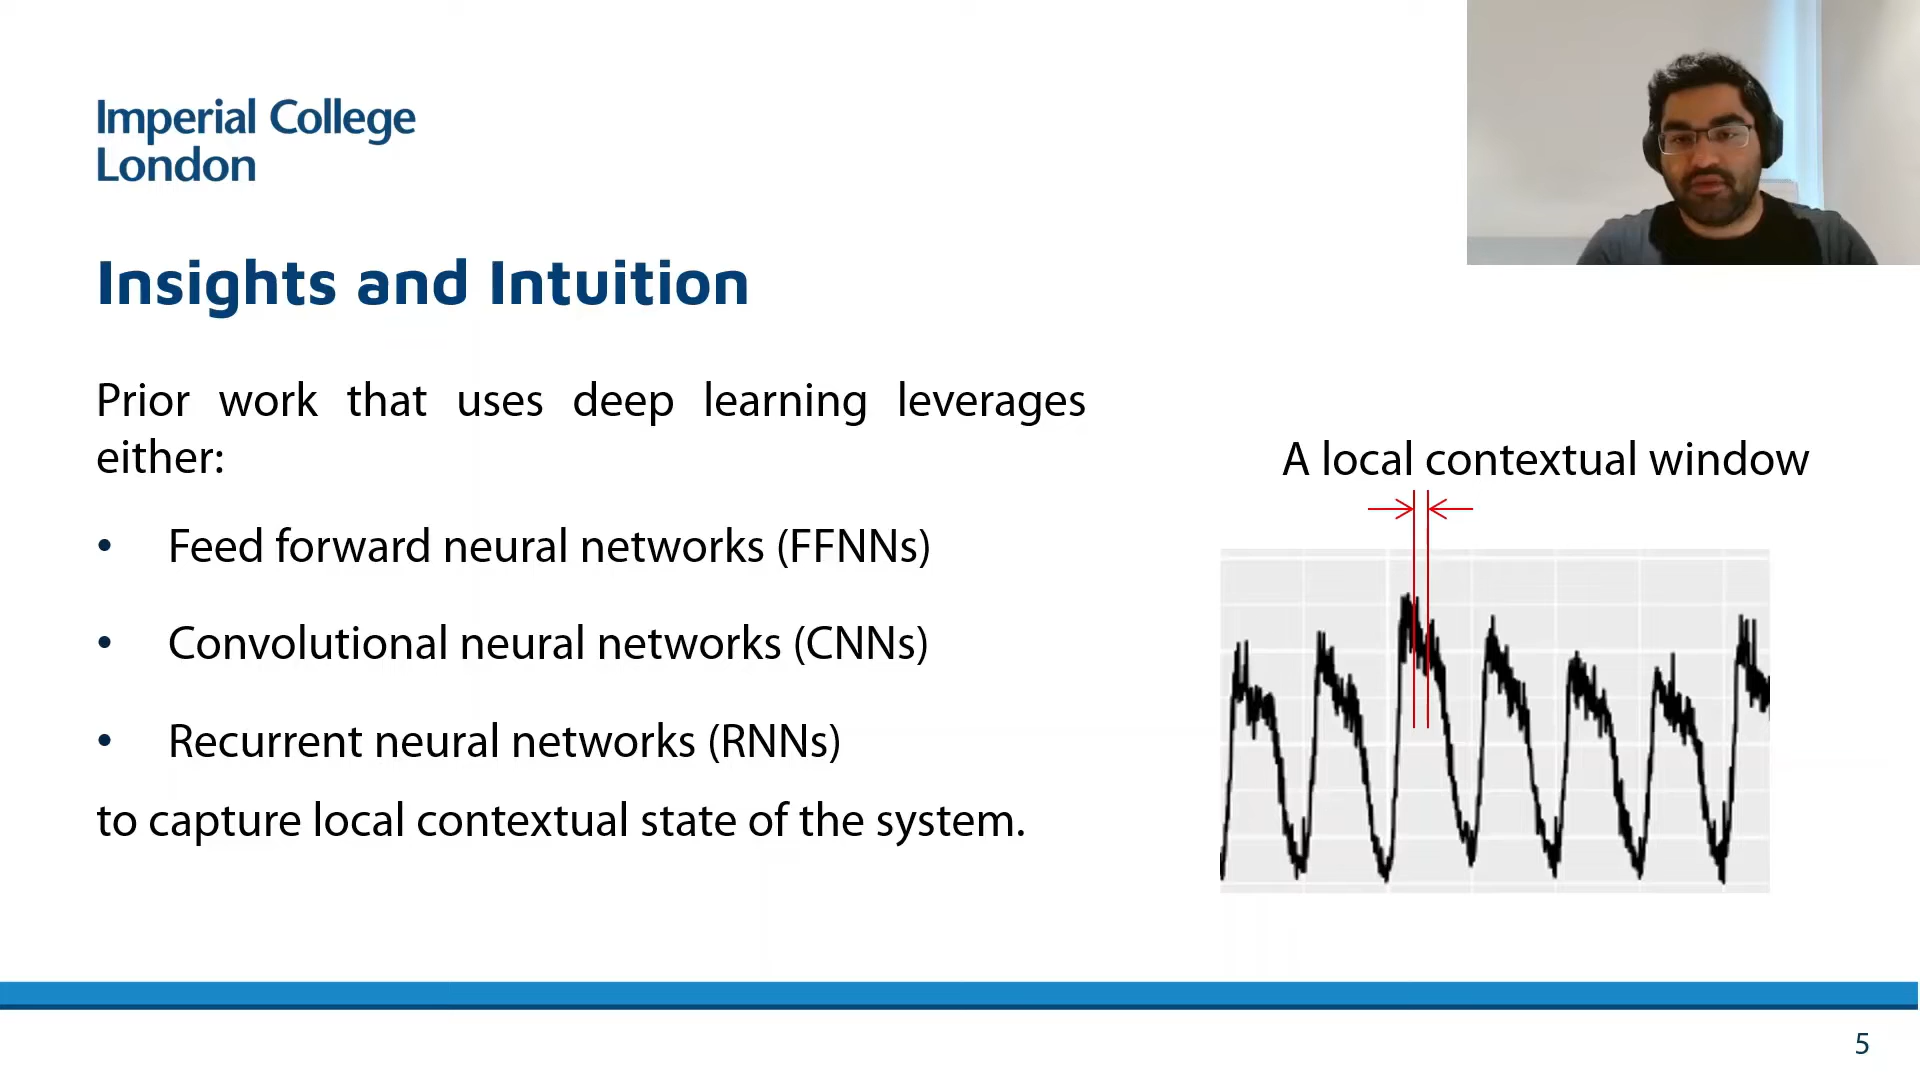 Imperial College
London
Insights and Intuition
Prior work that uses deep learning leverages
either:
• Feed forward neural networks (FFNNs)
• Convolutional neural networks (CNNs)
• Recurrent neural networks (RNNs)
to capture local contextual state of the system.
A local contextual window
5